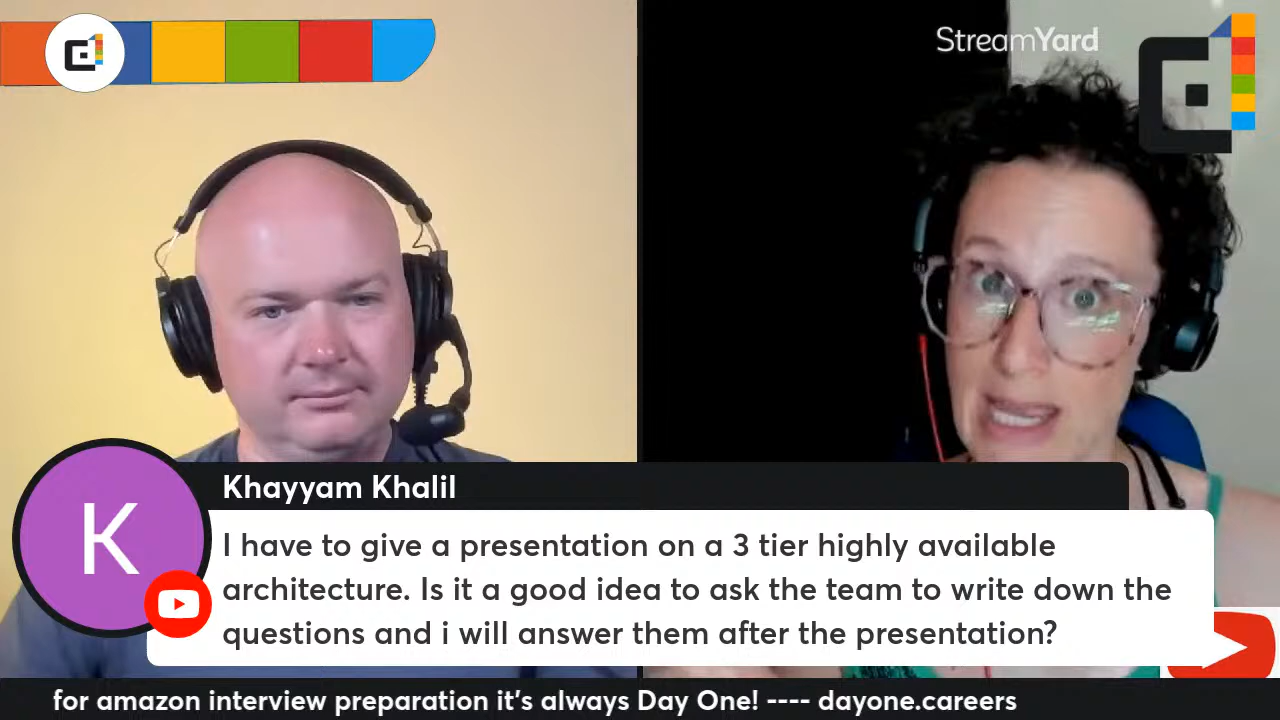 StreamYard
K
Khayyam Khalil
I have to give a presentation on a 3 tier highly available
architecture. Is it a good idea to ask the team to write down the
questions and i will answer them after the presentation?
for amazon interview preparation it's always Day One! ---- dayone.careers